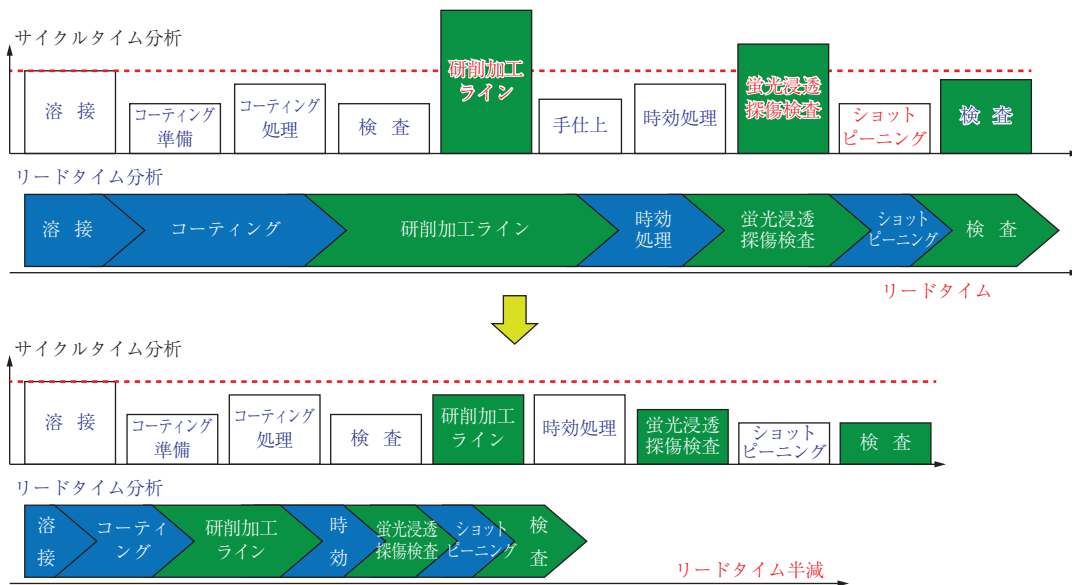 サイクルタイム分析
溶 接
コーティング
準備
コーティング
処理
検 査
研削加工
ライン
手仕上
時効処理
蛍光浸透
探傷検査
ショット
ピーニング
検 査
リードタイム分析
溶 接
コーティング
研削加工ライン
時効
処理
蛍光浸透
探傷検査
ショット
ピーニング
検 査
リードタイム
サイクルタイム分析
溶 接
コーティング
準備
コーティング
処理
検 査
研削加工
ライン
時効処理
蛍光浸透
探傷検査
ショット
ピーニング
検 査
リードタイム分析
溶
接
コーティ
ング
研削加工
ライン
時
効
蛍光浸透
探傷検査
ショット
ピーニング
検
査
リードタイム半減